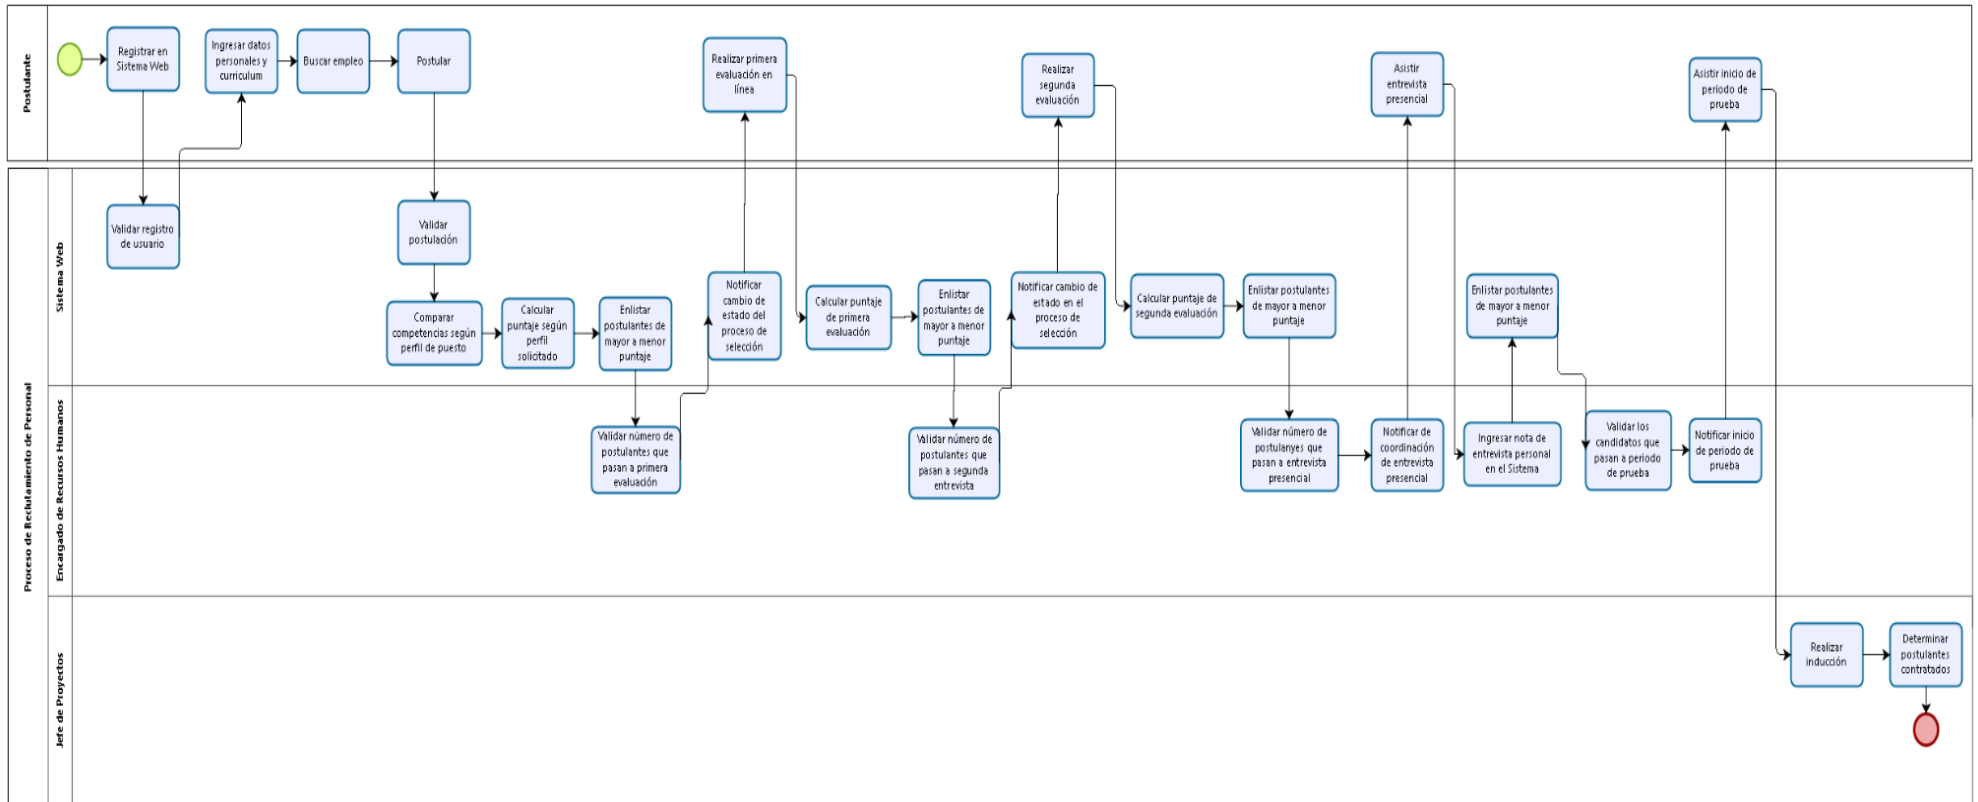 Postulante
Registrar en
Sistema Web
Ingresar datos
personales y
curriculum
Buscar empleo
Postular
Realizar primera
evaluación en
línea
Realizar
segunda
evaluación
Asistir
entrevista
presencial
Asistir inicio de
periodo de
prueba
Proceso de Reclutamiento de Personal
Sistema Web
Validar registro
de usuario
Validar
postulación
Comparar
competencias según
perfil de puesto
Calcular
puntaje según
perfil
solicitado
Enlistar
postulantes de
mayor a menor
puntaje
Notificar
cambio de
estado del
proceso de
selección
Calcular puntaje
de primera
evaluación
Enlistar
postulantes de
mayor a menor
puntaje
Notificar cambio de
estado en el
proceso de
selección
Calcular puntaje de
segunda evaluación
Enlistar postulantes
de mayor a menor
puntaje
Enlistar postulantes
de mayor a menor
puntaje
Encargado de Recursos Humanos
Validar número de
postulantes que
pasan a primera
evaluación
Validar número de
postulantes que
pasan a segunda
entrevista
Validar número de
postulanyes que
pasan a entrevista
presencial
Notificar de
coordinación
de entrevista
presencial
Ingresar nota de
entrevista personal
en el Sistema
Validar los
candidatos que
pasan a periodo
de prueba
Notificar inicio
de periodo de
prueba
Jefe de Proyectos
Realizar
inducción
Determinar
postulantes
contratados